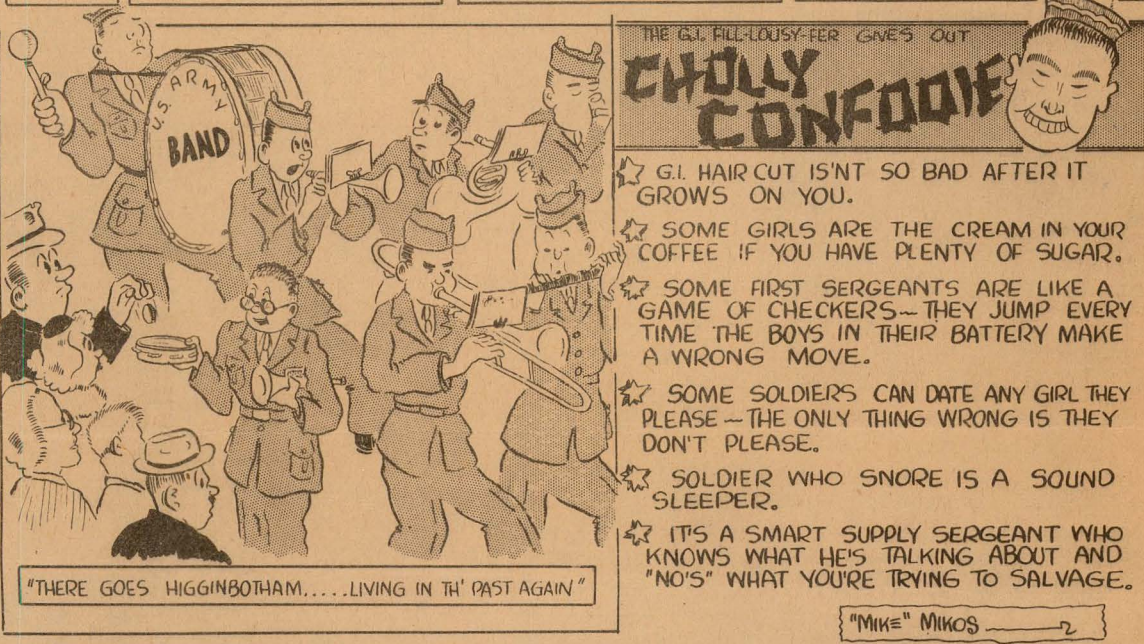 U.S. ARMY
BAND
"THERE GOES HIGGINBOTHAM.....LIVING IN TH' PAST AGAIN"
THE G.I. FILL-LOUSY-FER GIVES OUT
CHOLLY
CONFOOIE
G.I. HAIR CUT IS'NT SO BAD AFTER IT
GROWS ON YOU.
SOME GIRLS ARE THE CREAM IN YOUR
COFFEE IF YOU HAVE PLENTY OF SUGAR.
SOME FIRST SERGEANTS ARE LIKE A
GAME OF CHECKERS~THEY JUMP EVERY
TIME THE BOYS IN THEIR BATTERY MAKE
A WRONG MOVE.
SOME SOLDIERS CAN DATE ANY GIRL THEY
PLEASE~THE ONLY THING WRONG IS THEY
DON'T PLEASE.
SOLDIER WHO SNORE IS A SOUND
SLEEPER.
IT'S A SMART SUPPLY SERGEANT WHO
KNOWS WHAT HE'S TALKING ABOUT AND
"NO'S" WHAT YOU'RE TRYING TO SALVAGE.
"MIKE" MIKOS